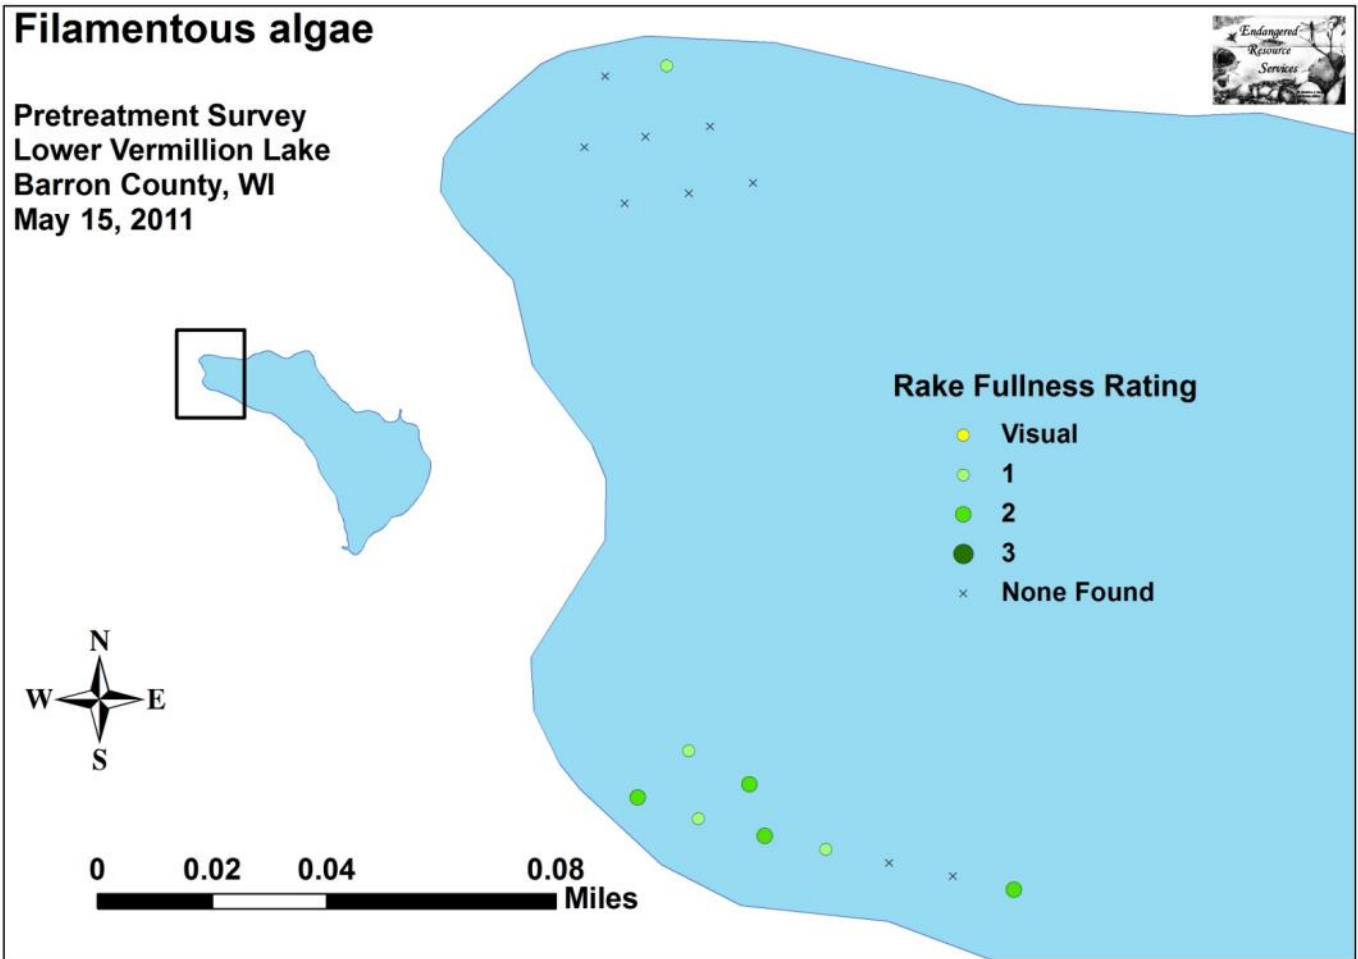 Filamentous algae
Pretreatment Survey
Lower Vermillion Lake
Barron County, WI
May 15, 2011
Endangered
Resource
Services
Rake Fullness Rating
Visual
1
2
3
None Found
N
W E
S
0 0.02 0.04 0.08
Miles